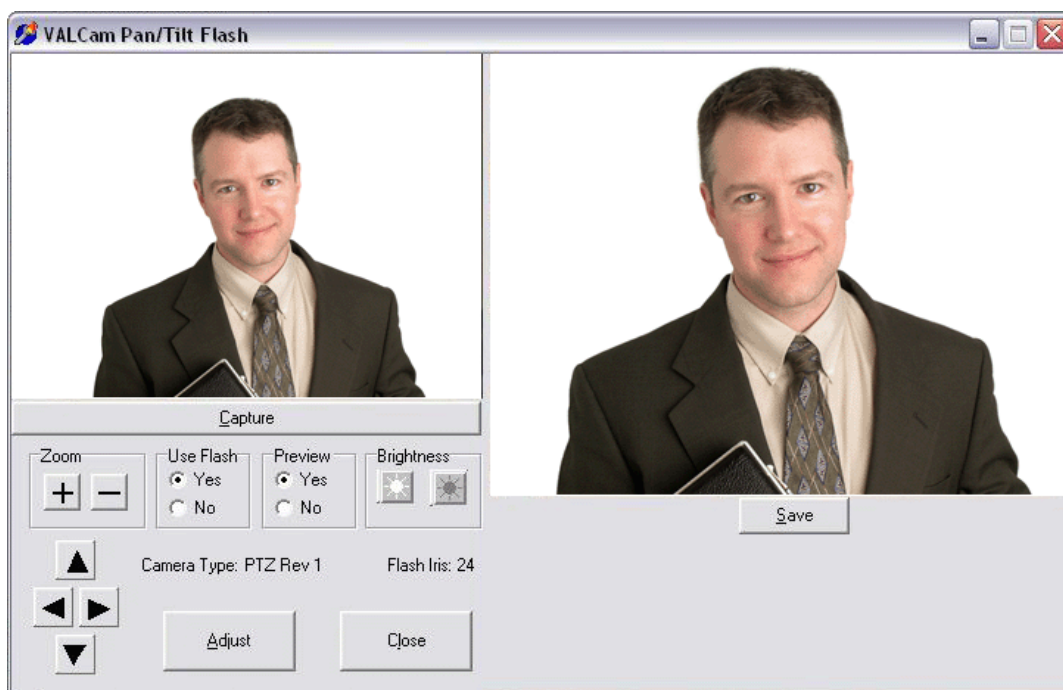 VALCam Pan/Tilt Flash
Capture
Zoom
Use Flash
Preview
Brightness
+ −
Yes
Yes
No
No
Save
Camera Type: PTZ Rev 1
Flash Iris: 24
Adjust
Close